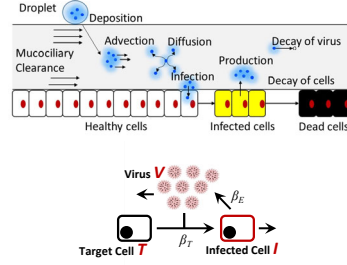 Droplet
Deposition
Mucociliary
Clearance
Advection
Diffusion
Infection
Decay of virus
Production
Decay of cells
Healthy cells
Infected cells
Dead cells
Virus V
β_E
β_T
Target Cell T
Infected Cell I